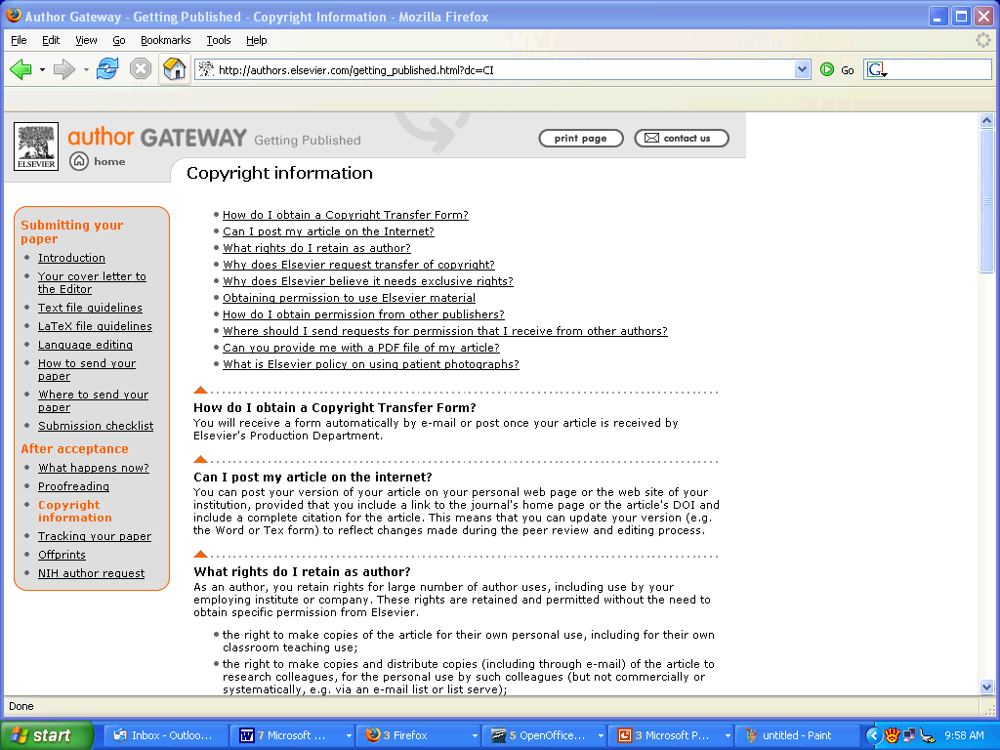 Author Gateway - Getting Published - Copyright Information - Mozilla Firefox
File Edit View Go Bookmarks Tools Help
http://authors.elsevier.com/getting_published.html?dc=CI
Go
G
ELSEVIER
author GATEWAY Getting Published
home
print page
contact us
Copyright information
Submitting your
paper
Introduction
Your cover letter to
the Editor
Text file guidelines
LaTeX file guidelines
Language editing
How to send your
paper
Where to send your
paper
Submission checklist
After acceptance
What happens now?
Proofreading
Copyright
information
Tracking your paper
Offprints
NIH author request
How do I obtain a Copyright Transfer Form?
Can I post my article on the Internet?
What rights do I retain as author?
Why does Elsevier request transfer of copyright?
Why does Elsevier believe it needs exclusive rights?
Obtaining permission to use Elsevier material
How do I obtain permission from other publishers?
Where should I send requests for permission that I receive from other authors?
Can you provide me with a PDF file of my article?
What is Elsevier policy on using patient photographs?
How do I obtain a Copyright Transfer Form?
You will receive a form automatically by e-mail or post once your article is received by
Elsevier's Production Department.
Can I post my article on the internet?
You can post your version of your article on your personal web page or the web site of your
institution, provided that you include a link to the journal's home page or the article's DOI and
include a complete citation for the article. This means that you can update your version (e.g.
the Word or Tex form) to reflect changes made during the peer review and editing process.
What rights do I retain as author?
As an author, you retain rights for large number of author uses, including use by your
employing institute or company. These rights are retained and permitted without the need to
obtain specific permission from Elsevier.
the right to make copies of the article for their own personal use, including for their own
classroom teaching use;
the right to make copies and distribute copies (including through e-mail) of the article to
research colleagues, for the personal use by such colleagues (but not commercially or
systematically, e.g. via an e-mail list or list serve);
Done
start
Inbox - Outloo...
7 Microsoft ...
3 Firefox
5 OpenOffice...
3 Microsoft P...
untitled - Paint
9:58 AM